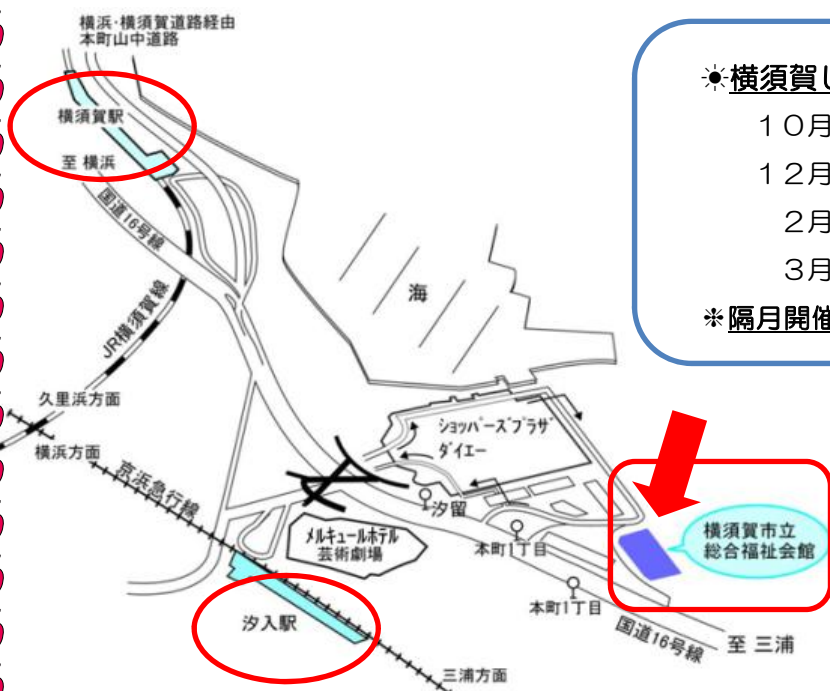 横浜・横須賀道路経由
本町山中道路
横須賀駅
至 横浜
国道16号線
JR横須賀線
久里浜方面
横浜方面
京浜急行線
海
ショッパーズプラザ
ダイエー
汐留
メルキュールホテル
芸術劇場
本町1丁目
本町1丁目
汐入駅
三浦方面
国道16号線
至 三浦
横須賀市立
総合福祉会館
☀横須賀し
１０月
１２月
２月
３月
❇隔月開催